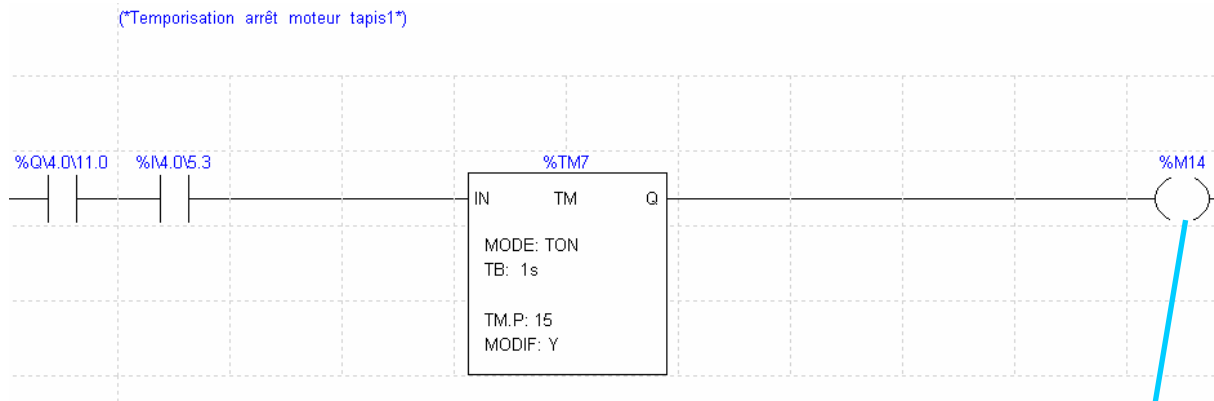 (*Temporisation arrêt moteur tapis1*)
%Q\4.0\11.0 %I\4.0\5.3 %TM7 %M14
IN TM Q
MODE: TON
TB: 1s
TM.P: 15
MODIF: Y